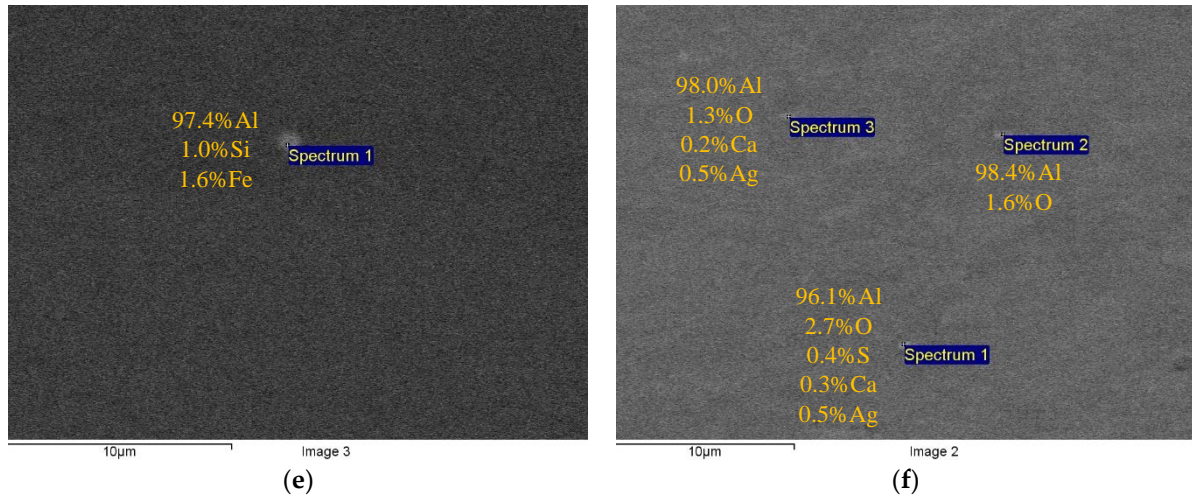 97.4% Al
1.0% Si
1.6% Fe
Spectrum 1
10µm
Image 3
(e)
98.0% Al
1.3% O
0.2% Ca
0.5% Ag
Spectrum 3
Spectrum 2
98.4% Al
1.6% O
96.1% Al
2.7% O
0.4% S
0.3% Ca
0.5% Ag
Spectrum 1
10µm
Image 2
(f)